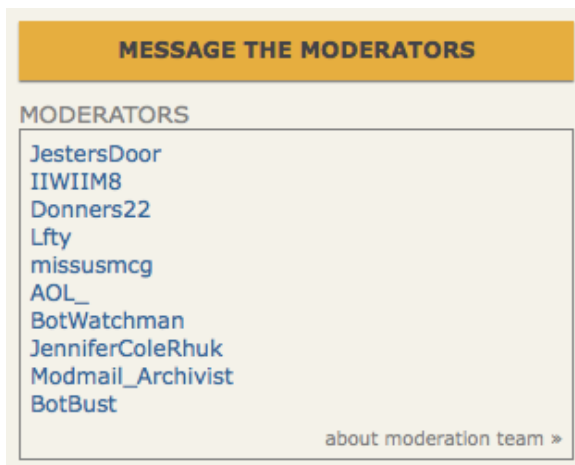 MESSAGE THE MODERATORS
MODERATORS
JestersDoor
IIWIIM8
Donners22
Lfty
missusmcg
AOL_
BotWatchman
JenniferColeRhuk
Modmail_Archivist
BotBust
about moderation team »